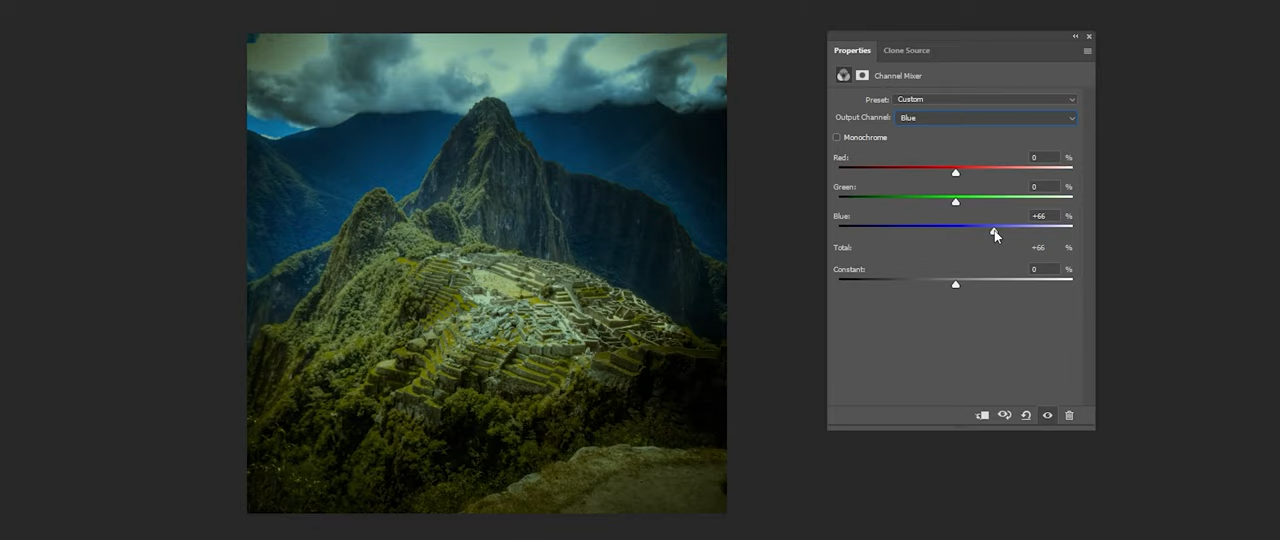 Properties Clone Source
Channel Mixer
Preset: Custom
Output Channel: Blue
Monochrome
Red: 0 %
Green: 0 %
Blue: +66 %
Total: +66 %
Constant: 0 %